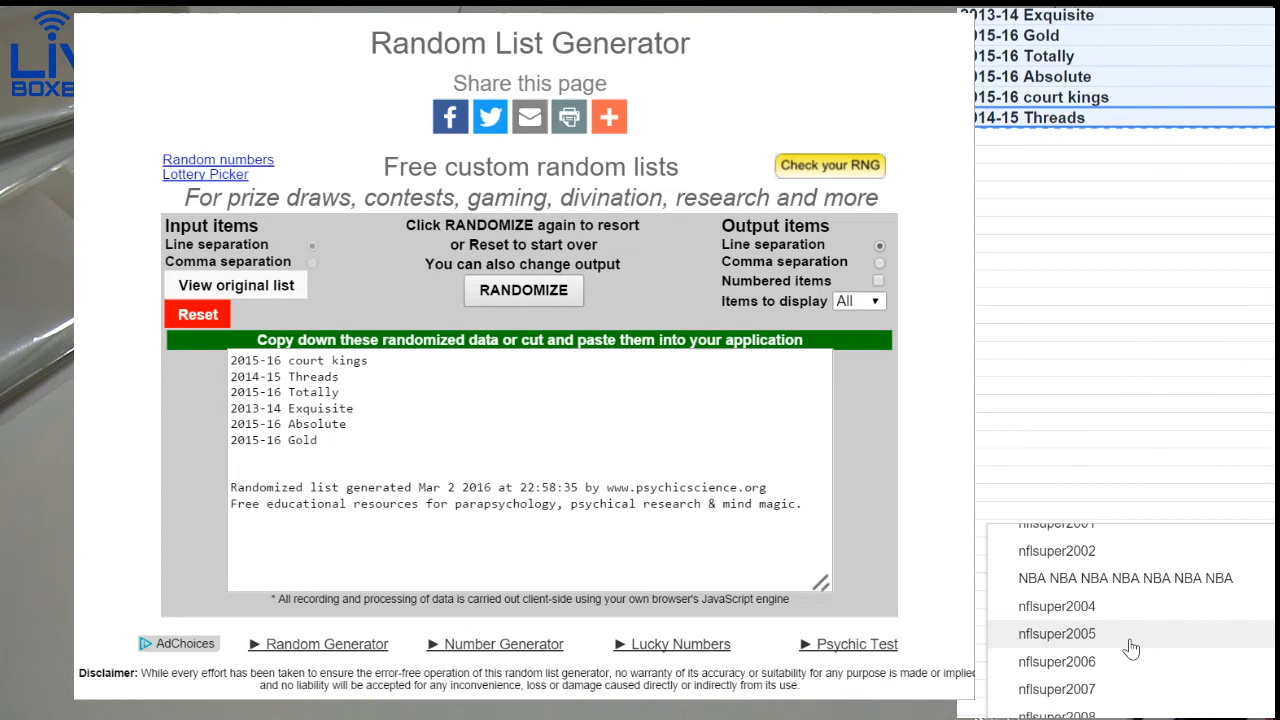 LIV
BOXB
Random List Generator
Share this page
Random numbers
Lottery Picker
Free custom random lists
Check your RNG
For prize draws, contests, gaming, divination, research and more
Input items
Line separation
Comma separation
View original list
Reset
Click RANDOMIZE again to resort
or Reset to start over
You can also change output
RANDOMIZE
Output items
Line separation
Comma separation
Numbered items
Items to display All
Copy down these randomized data or cut and paste them into your application
2015-16 court kings
2014-15 Threads
2015-16 Totally
2013-14 Exquisite
2015-16 Absolute
2015-16 Gold
Randomized list generated Mar 2 2016 at 22:58:35 by www.psychicscience.org
Free educational resources for parapsychology, psychical research & mind magic.
* All recording and processing of data is carried out client-side using your own browser's JavaScript engine
AdChoices
► Random Generator
► Number Generator
► Lucky Numbers
► Psychic Test
Disclaimer: While every effort has been taken to ensure the error-free operation of this random list generator, no warranty of its accuracy or suitability for any purpose is made or implied
and no liability will be accepted for any inconvenience, loss or damage caused directly or indirectly from its use.
2013-14 Exquisite
015-16 Gold
015-16 Totally
015-16 Absolute
015-16 court kings
014-15 Threads
nflsuper2001
nflsuper2002
NBA NBA NBA NBA NBA NBA NBA
nflsuper2004
nflsuper2005
nflsuper2006
nflsuper2007
nflsuper2008